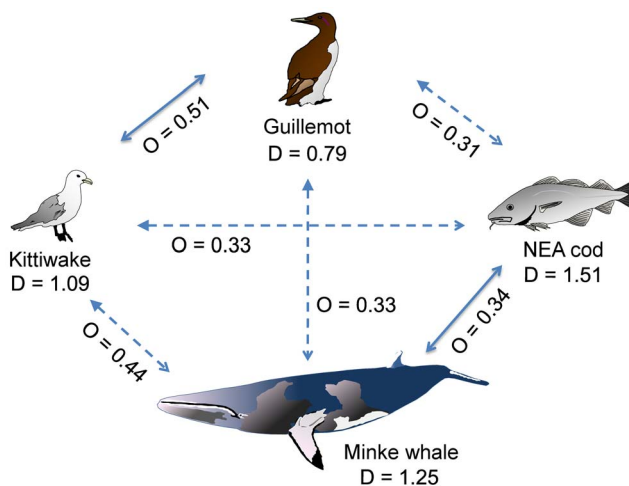 Guillemot
D = 0.79
O = 0.51
O = 0.31
Kittiwake
D = 1.09
O = 0.33
NEA cod
D = 1.51
O = 0.33
O = 0.44
O = 0.34
Minke whale
D = 1.25